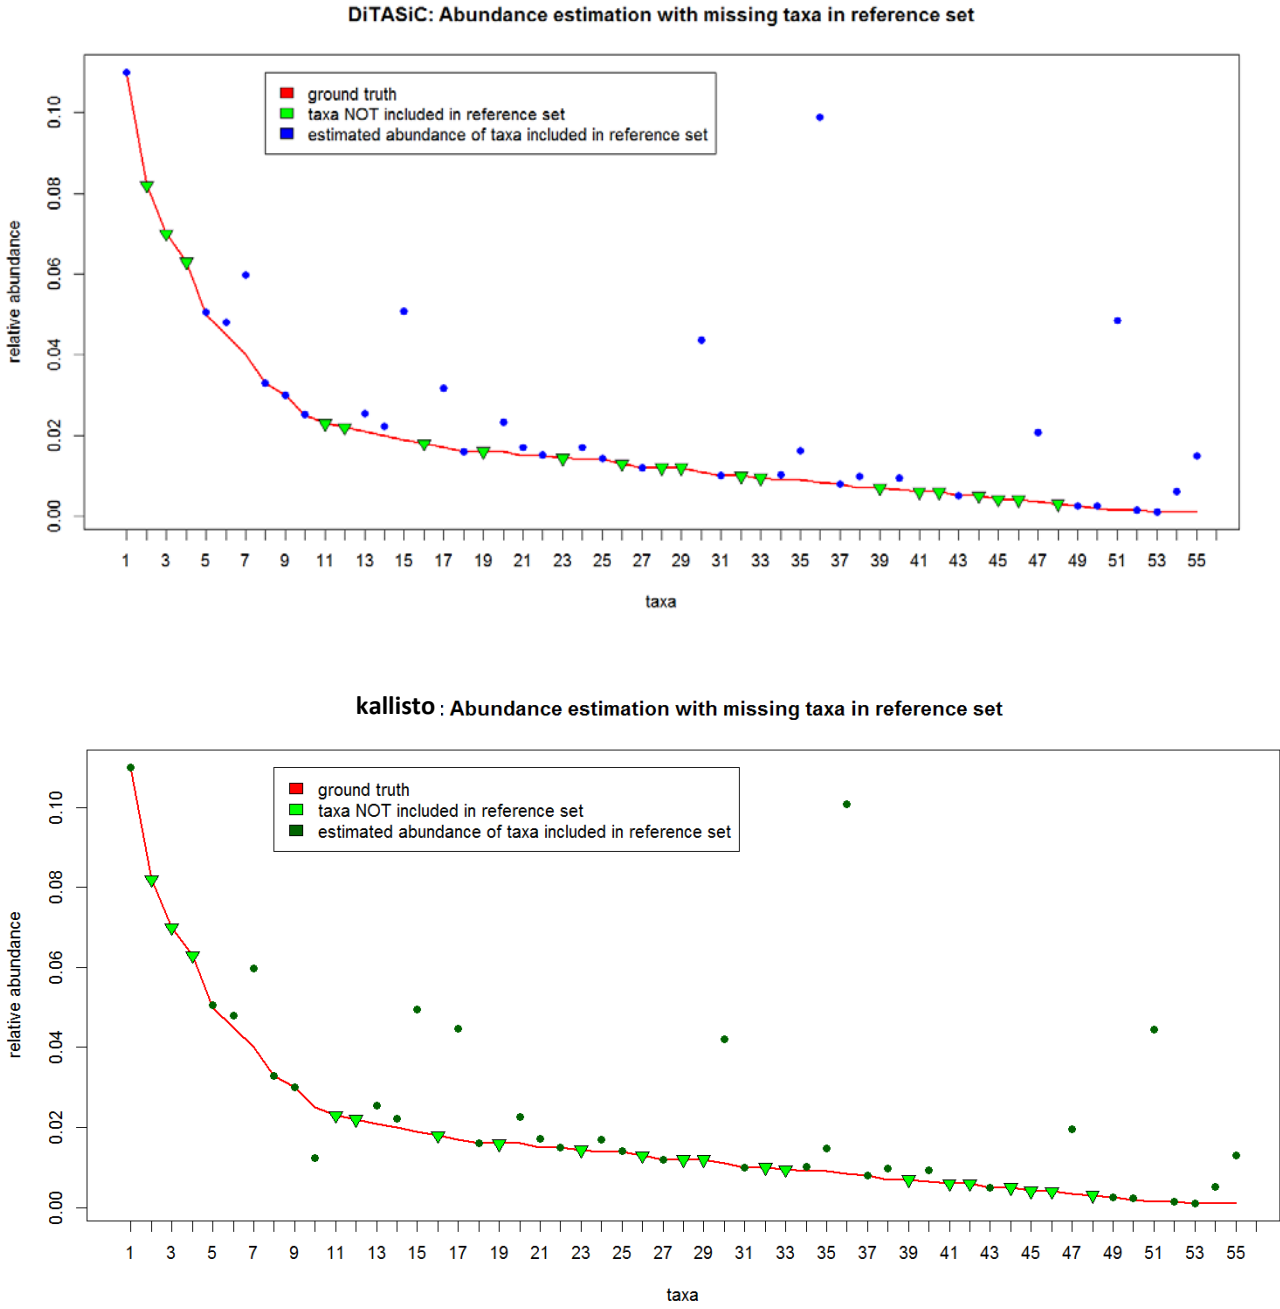 DiTASiC: Abundance estimation with missing taxa in reference set
ground truth
taxa NOT included in reference set
estimated abundance of taxa included in reference set
relative abundance
0.10
0.08
0.06
0.04
0.02
0.00
1 3 5 7 9 11 13 15 17 19 21 23 25 27 29 31 33 35 37 39 41 43 45 47 49 51 53 55
taxa
kallisto : Abundance estimation with missing taxa in reference set
ground truth
taxa NOT included in reference set
estimated abundance of taxa included in reference set
relative abundance
0.10
0.08
0.06
0.04
0.02
0.00
1 3 5 7 9 11 13 15 17 19 21 23 25 27 29 31 33 35 37 39 41 43 45 47 49 51 53 55
taxa